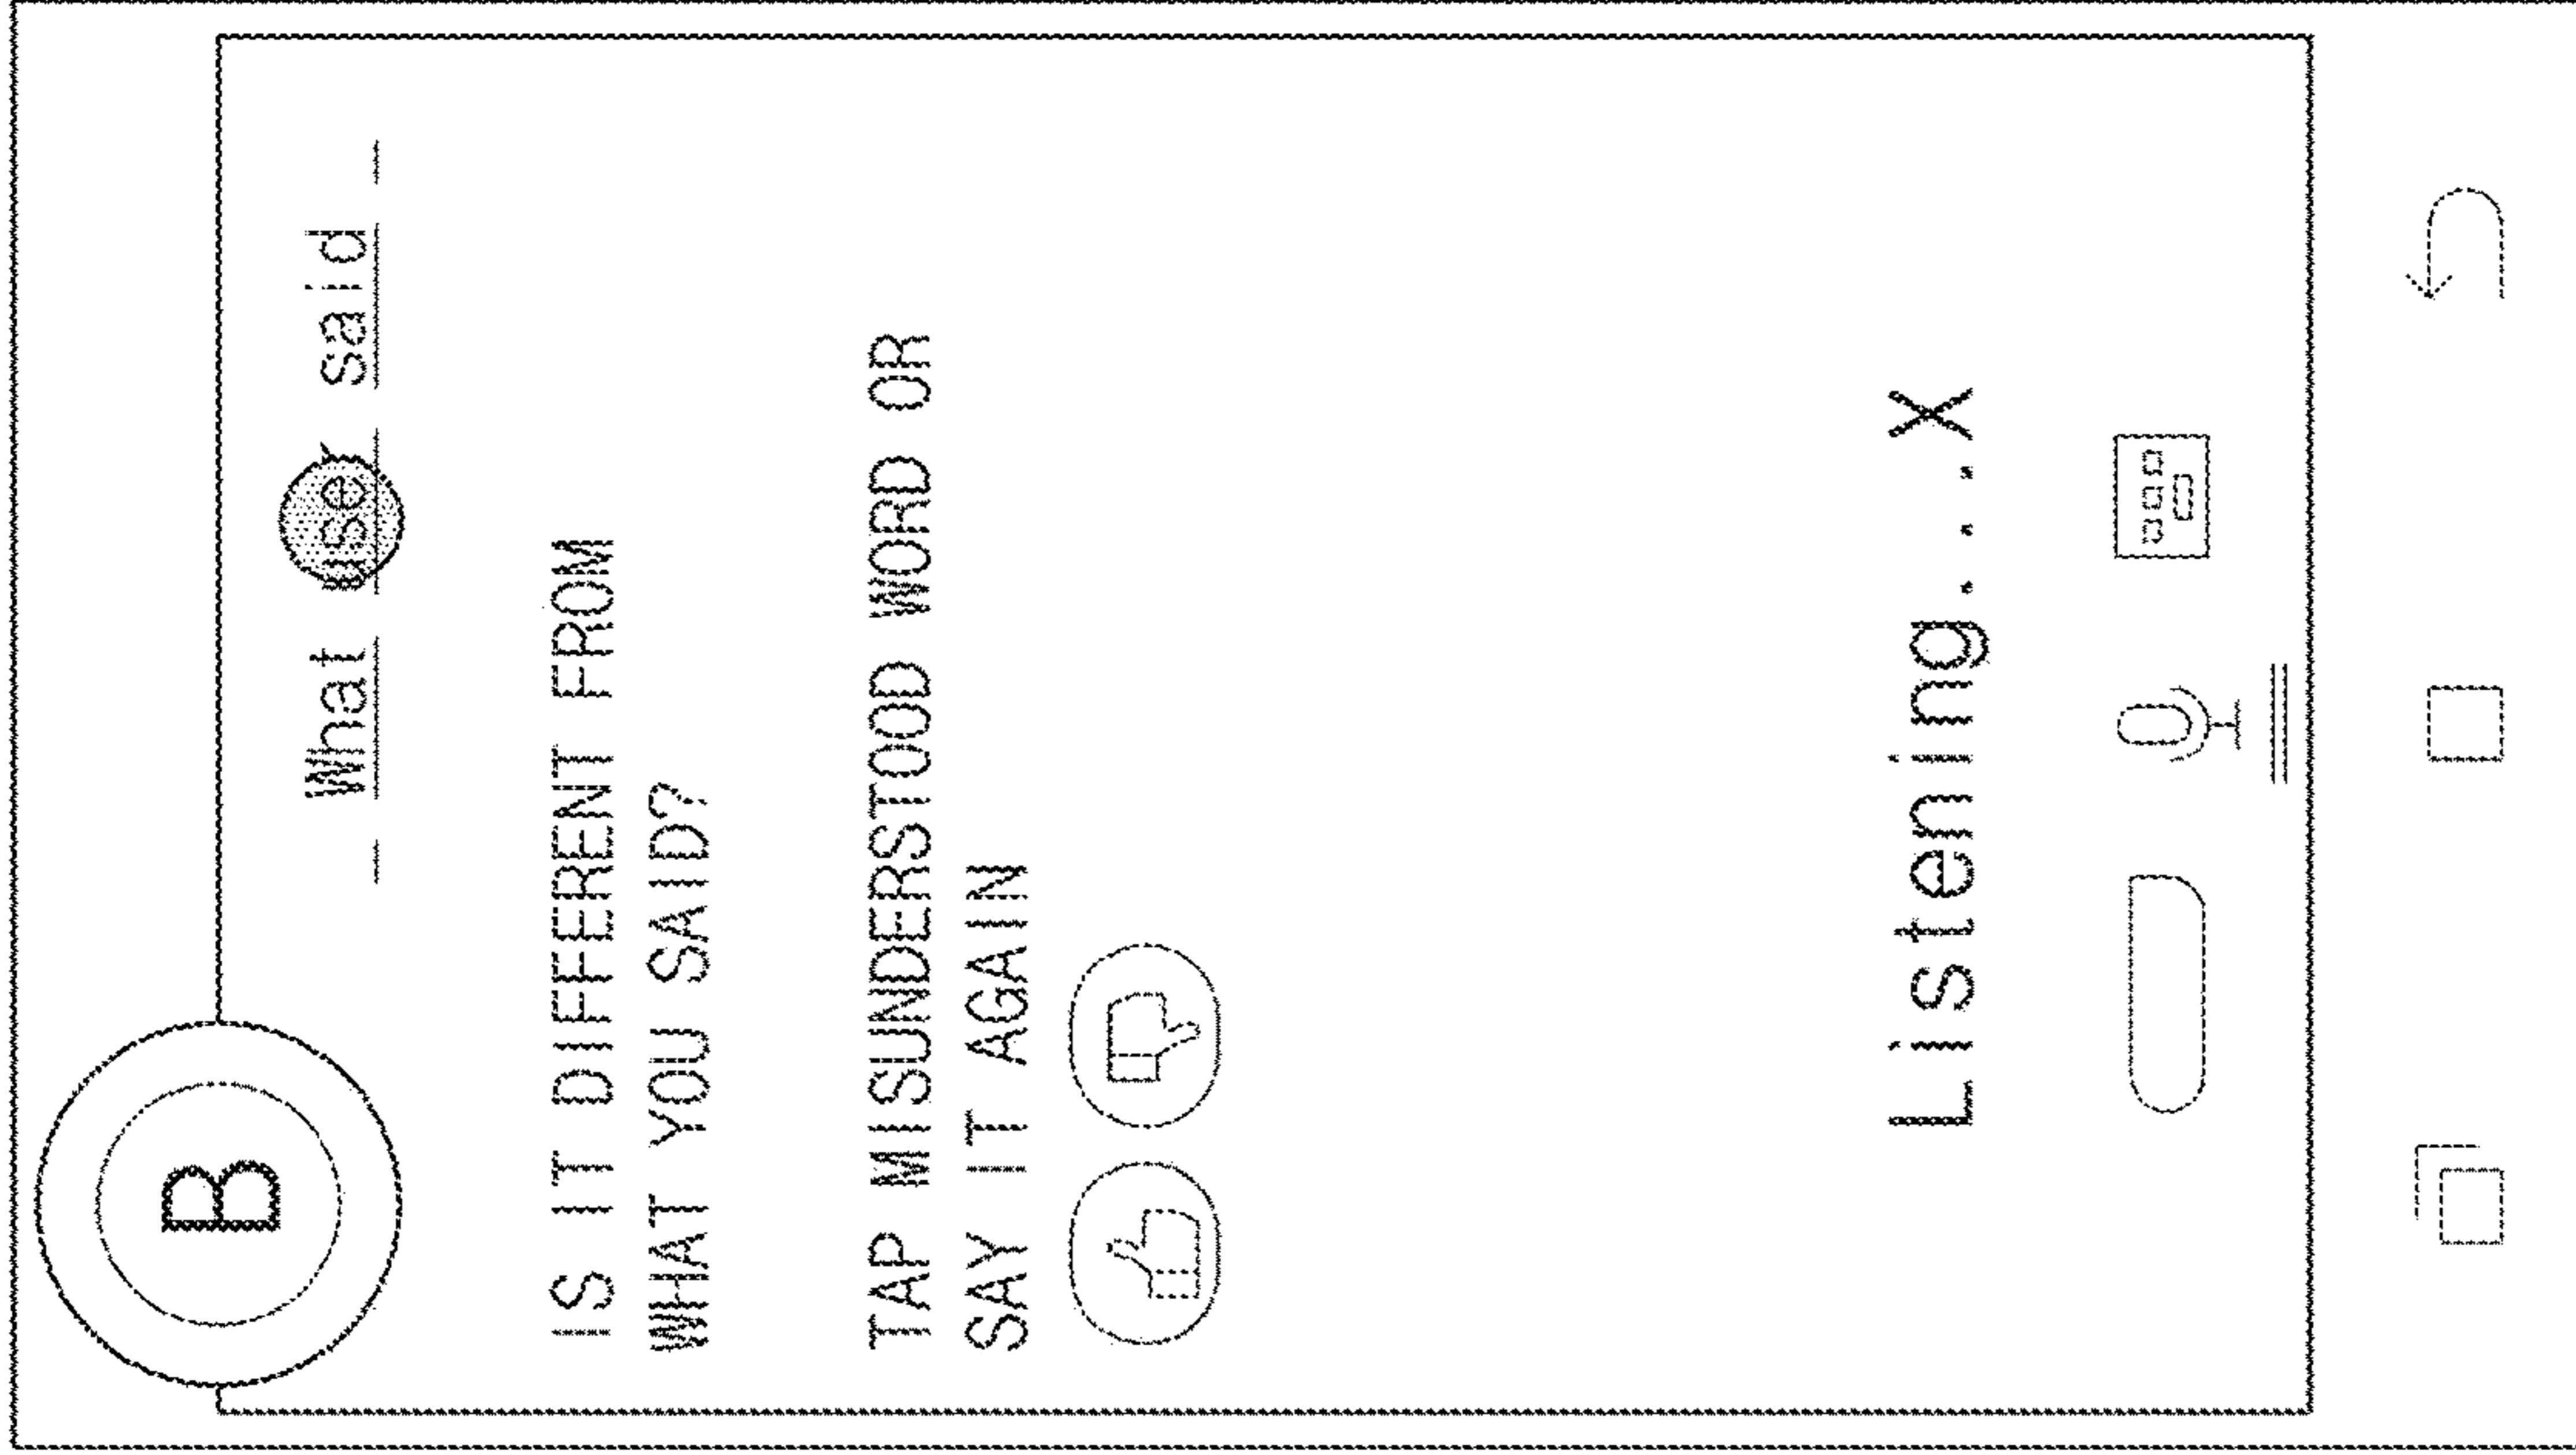 B
_ What user said _
IS IT DIFFERENT FROM
WHAT YOU SAID?
TAP MISUNDERSTOOD WORD OR
SAY IT AGAIN
Listening....X